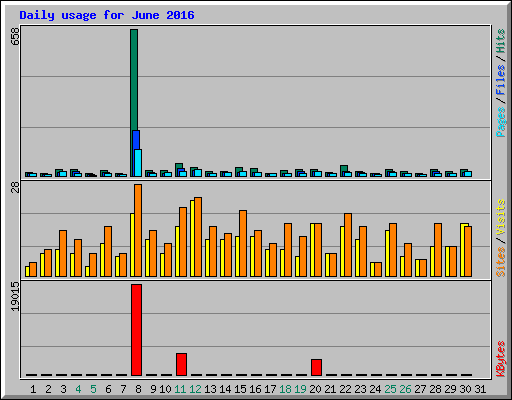 Daily usage for June 2016
658
Pages / Files / Hits
28
Sites / Visits
19015
KBytes
1 2 3 4 5 6 7 8 9 10 11 12 13 14 15 16 17 18 19 20 21 22 23 24 25 26 27 28 29 30 31